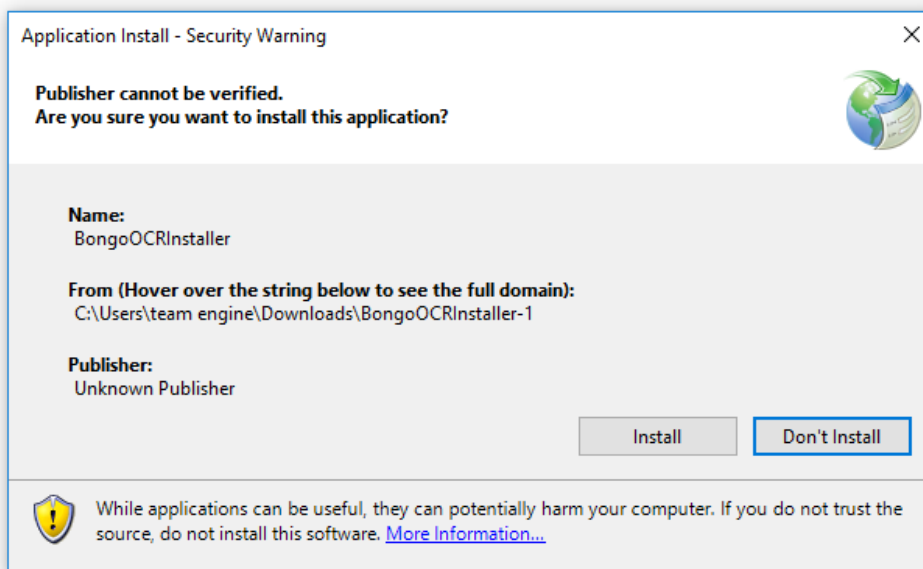 Application Install - Security Warning
Publisher cannot be verified.
Are you sure you want to install this application?
Name:
BongoOCRInstaller
From (Hover over the string below to see the full domain):
C:\Users\team engine\Downloads\BongoOCRInstaller-1
Publisher:
Unknown Publisher
Install
Don't Install
While applications can be useful, they can potentially harm your computer. If you do not trust the
source, do not install this software. More Information...